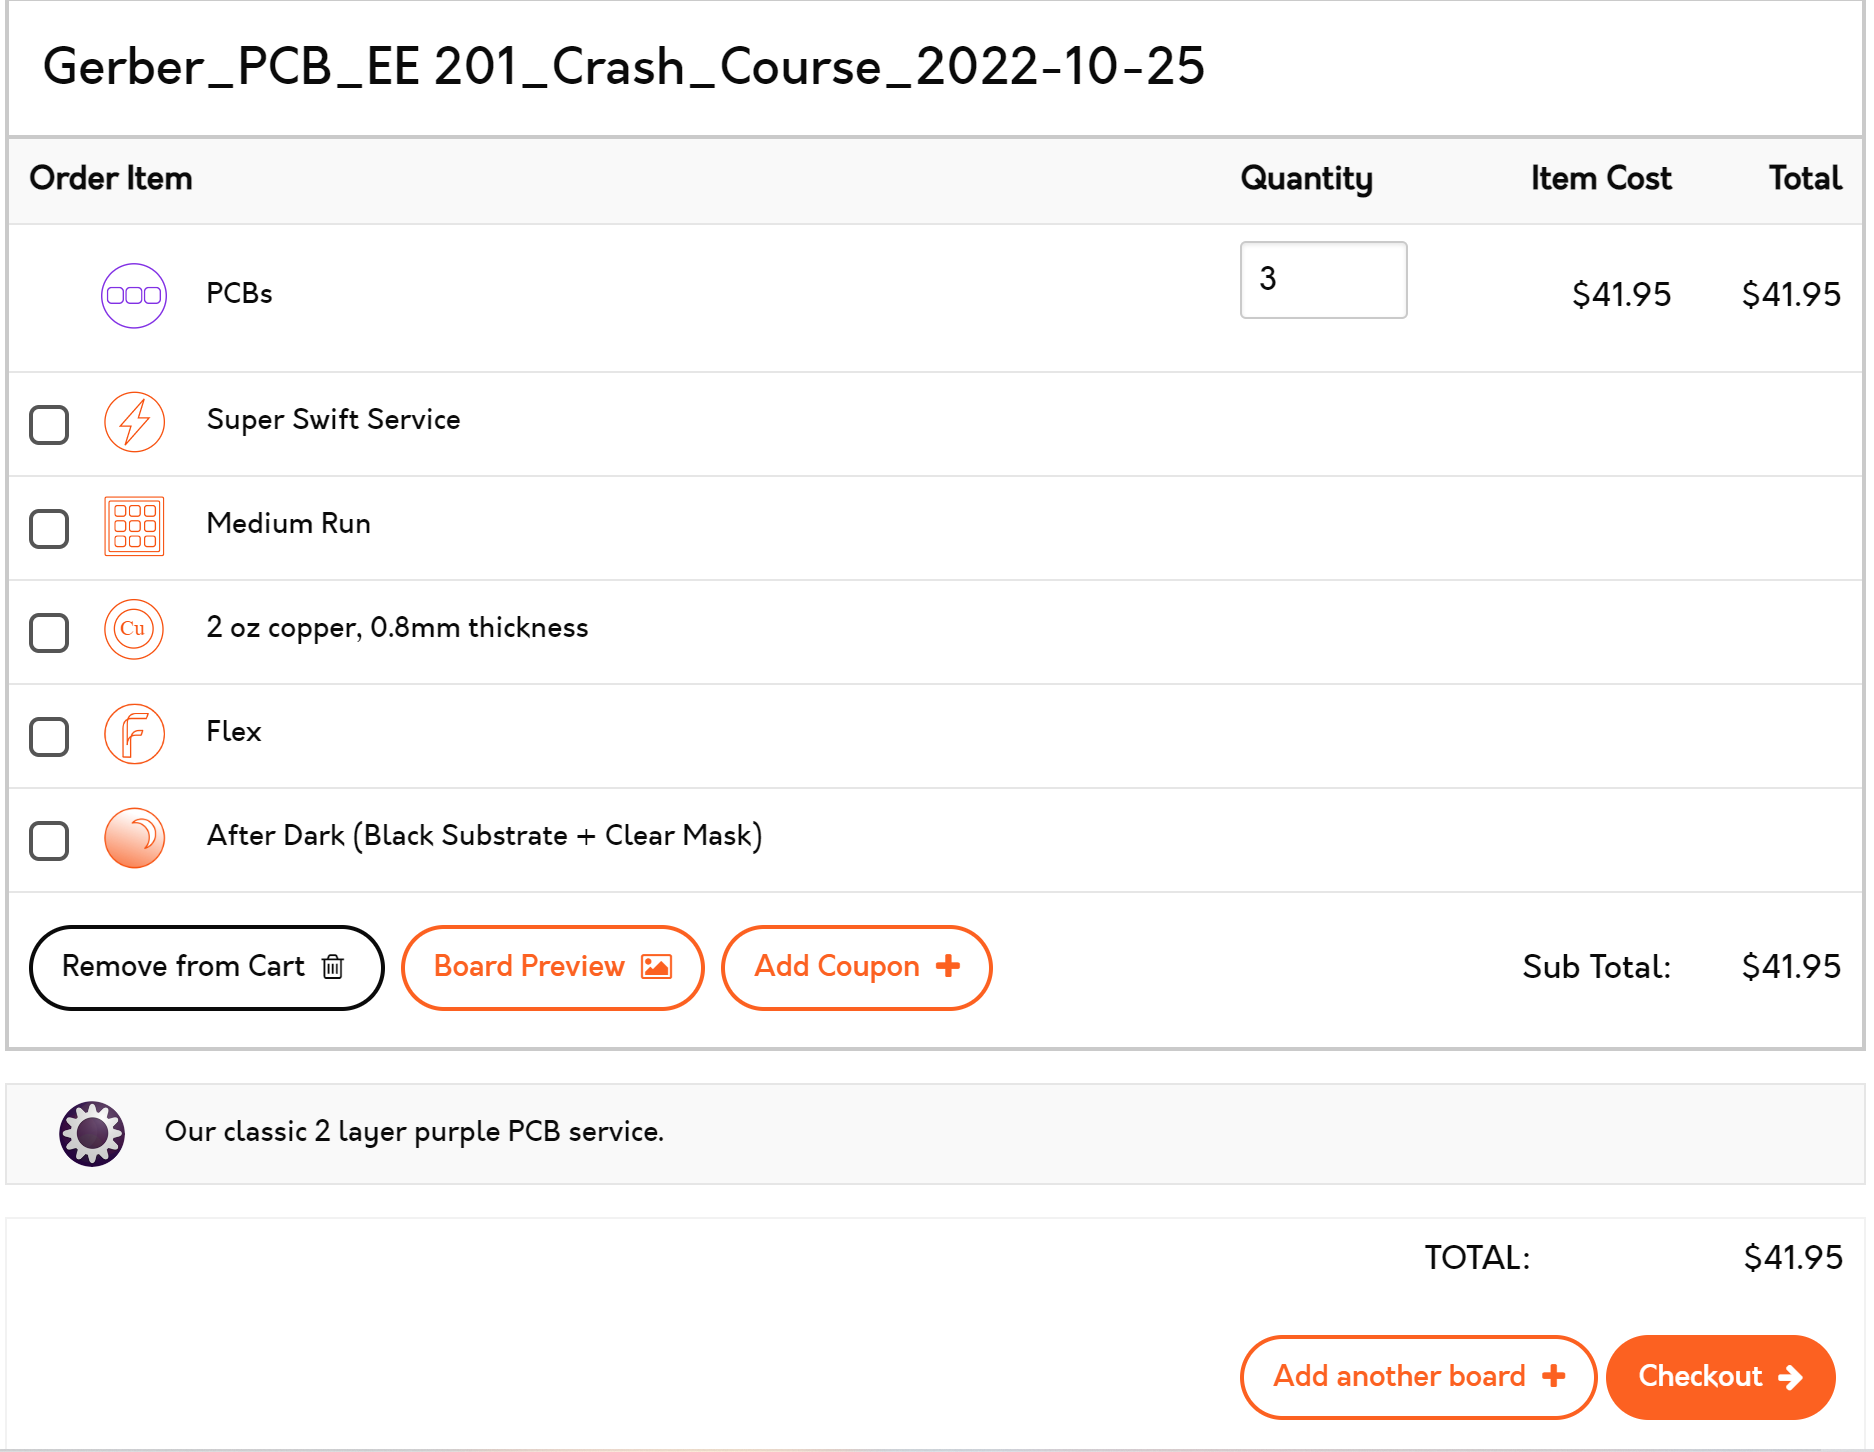 Gerber_PCB_EE 201_Crash_Course_2022-10-25
Order Item Quantity Item Cost Total
PCBs 3 $41.95 $41.95
Super Swift Service
Medium Run
Cu 2 oz copper, 0.8mm thickness
Flex
After Dark (Black Substrate + Clear Mask)
Remove from Cart Board Preview Add Coupon Sub Total: $41.95
Our classic 2 layer purple PCB service.
TOTAL: $41.95
Add another board Checkout